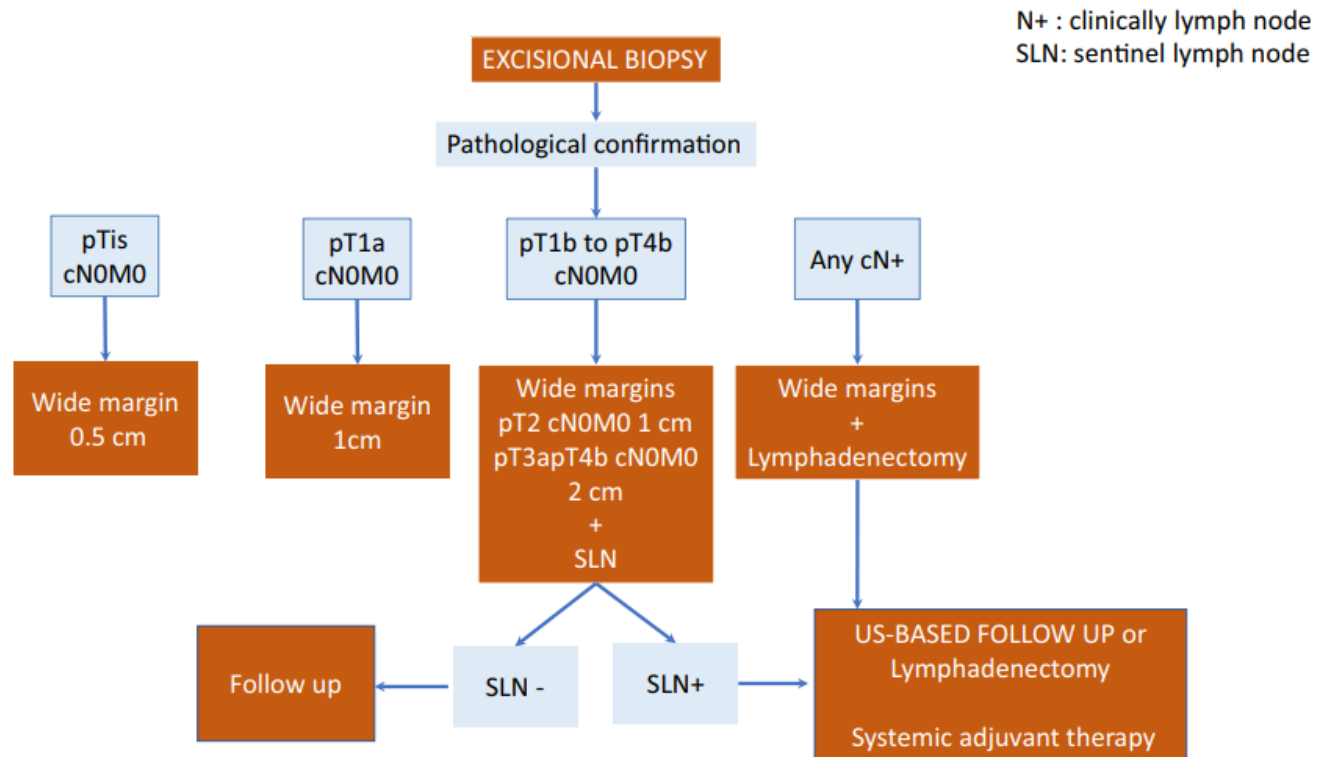 N+ : clinically lymph node
SLN: sentinel lymph node
EXCISIONAL BIOPSY
Pathological confirmation
pTis
cN0M0
pT1a
cN0M0
pT1b to pT4b
cN0M0
Any cN+
Wide margin
0.5 cm
Wide margin
1cm
Wide margins
pT2 cN0M0 1 cm
pT3apT4b cN0M0
2 cm
+
SLN
Wide margins
+
Lymphadenectomy
Follow up
SLN -
SLN+
US-BASED FOLLOW UP or
Lymphadenectomy
Systemic adjuvant therapy